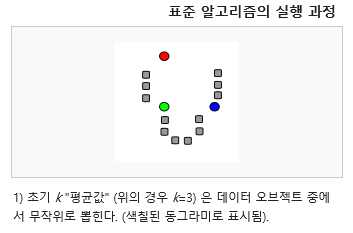 표준 알고리즘의 실행 과정
1) 초기 k "평균값" (위의 경우 k=3) 은 데이터 오브젝트 중에
서 무작위로 뽑힌다. (색칠된 동그라미로 표시됨).